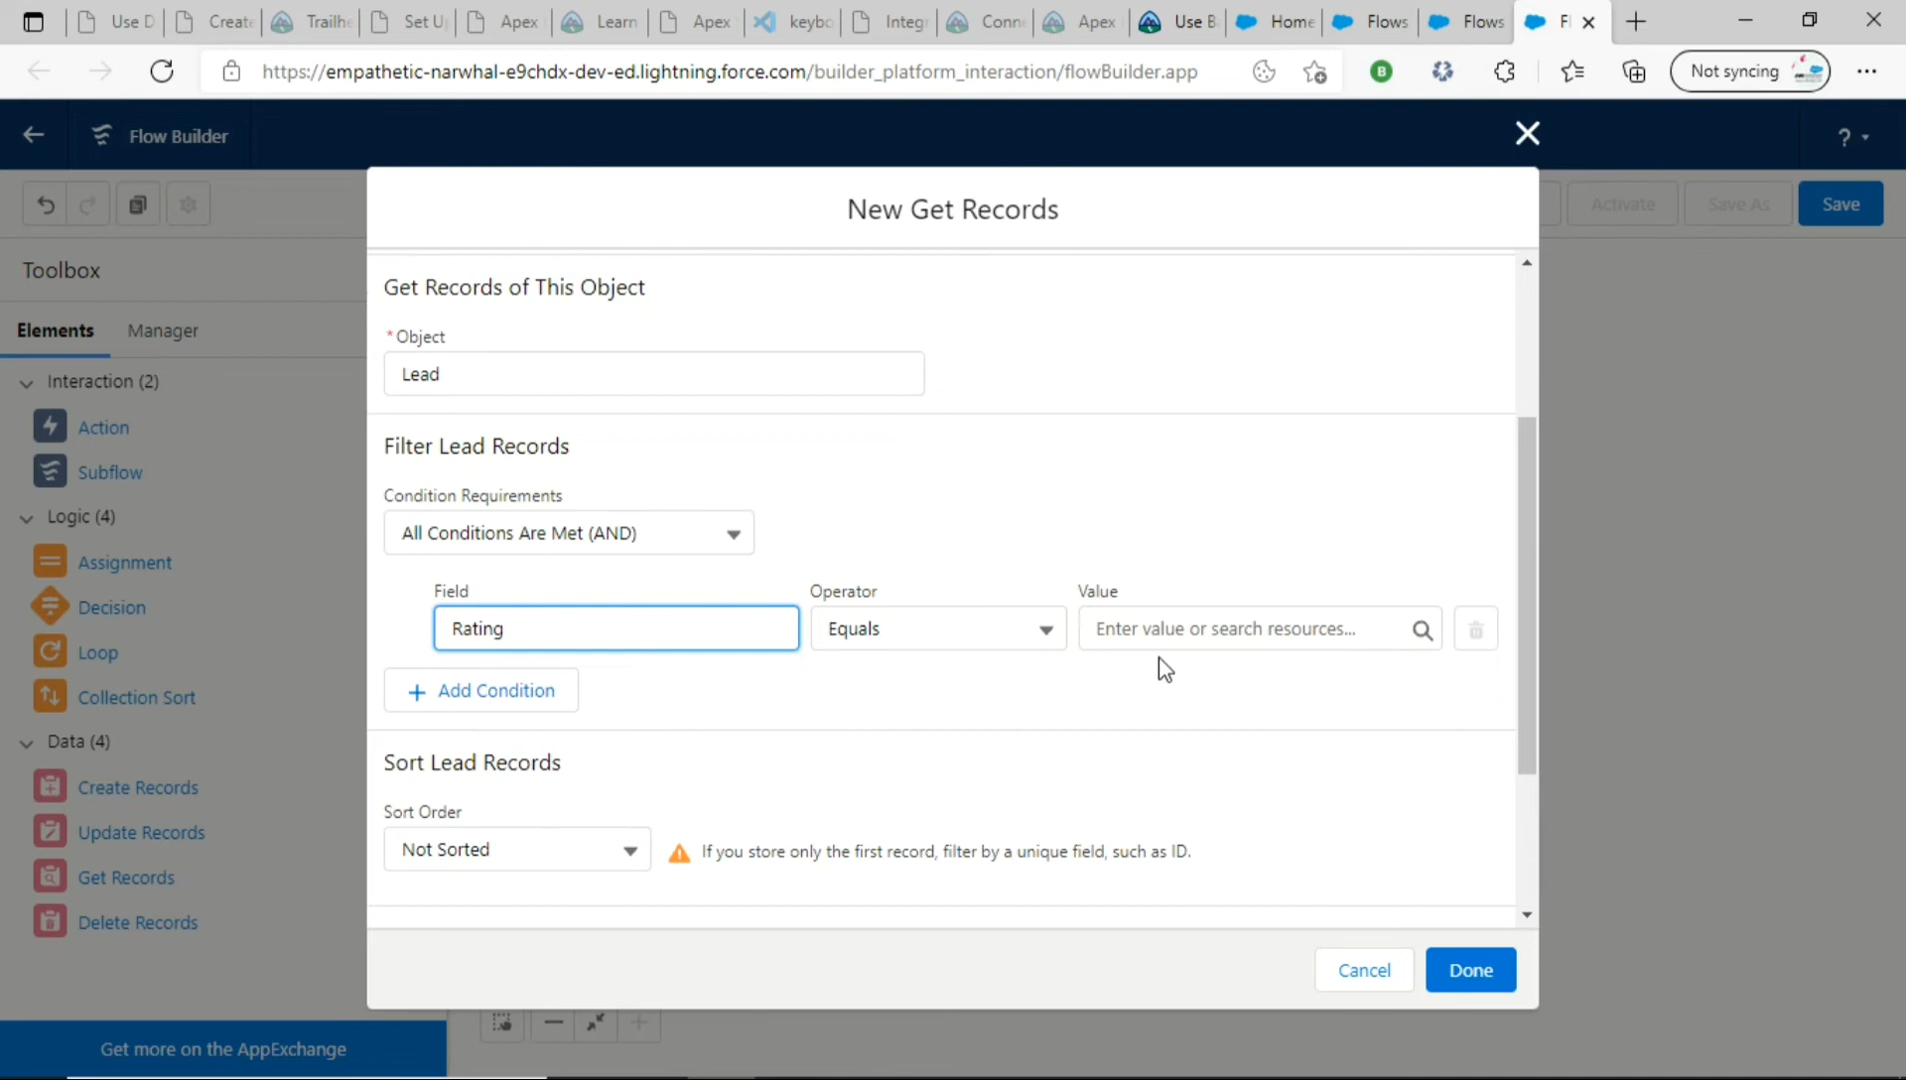 Use D
Create
Trailhe
Set U
Apex
Learn
Apex
keybo
Integr
Conn
Apex
Use B
Home
Flows
Flows
Fl
https://empathetic-narwhal-e9chdx-dev-ed.lightning.force.com/builder_platform_interaction/flowBuilder.app
B
Not syncing
Flow Builder
?
New Get Records
Activate
Save As
Save
Toolbox
Elements
Manager
Get Records of This Object
* Object
Lead
Interaction (2)
Action
Subflow
Filter Lead Records
Condition Requirements
All Conditions Are Met (AND)
Logic (4)
Assignment
Decision
Loop
Collection Sort
Field
Operator
Value
Rating
Equals
Enter value or search resources...
+ Add Condition
Data (4)
Create Records
Update Records
Get Records
Delete Records
Sort Lead Records
Sort Order
Not Sorted
If you store only the first record, filter by a unique field, such as ID.
Cancel
Done
Get more on the AppExchange